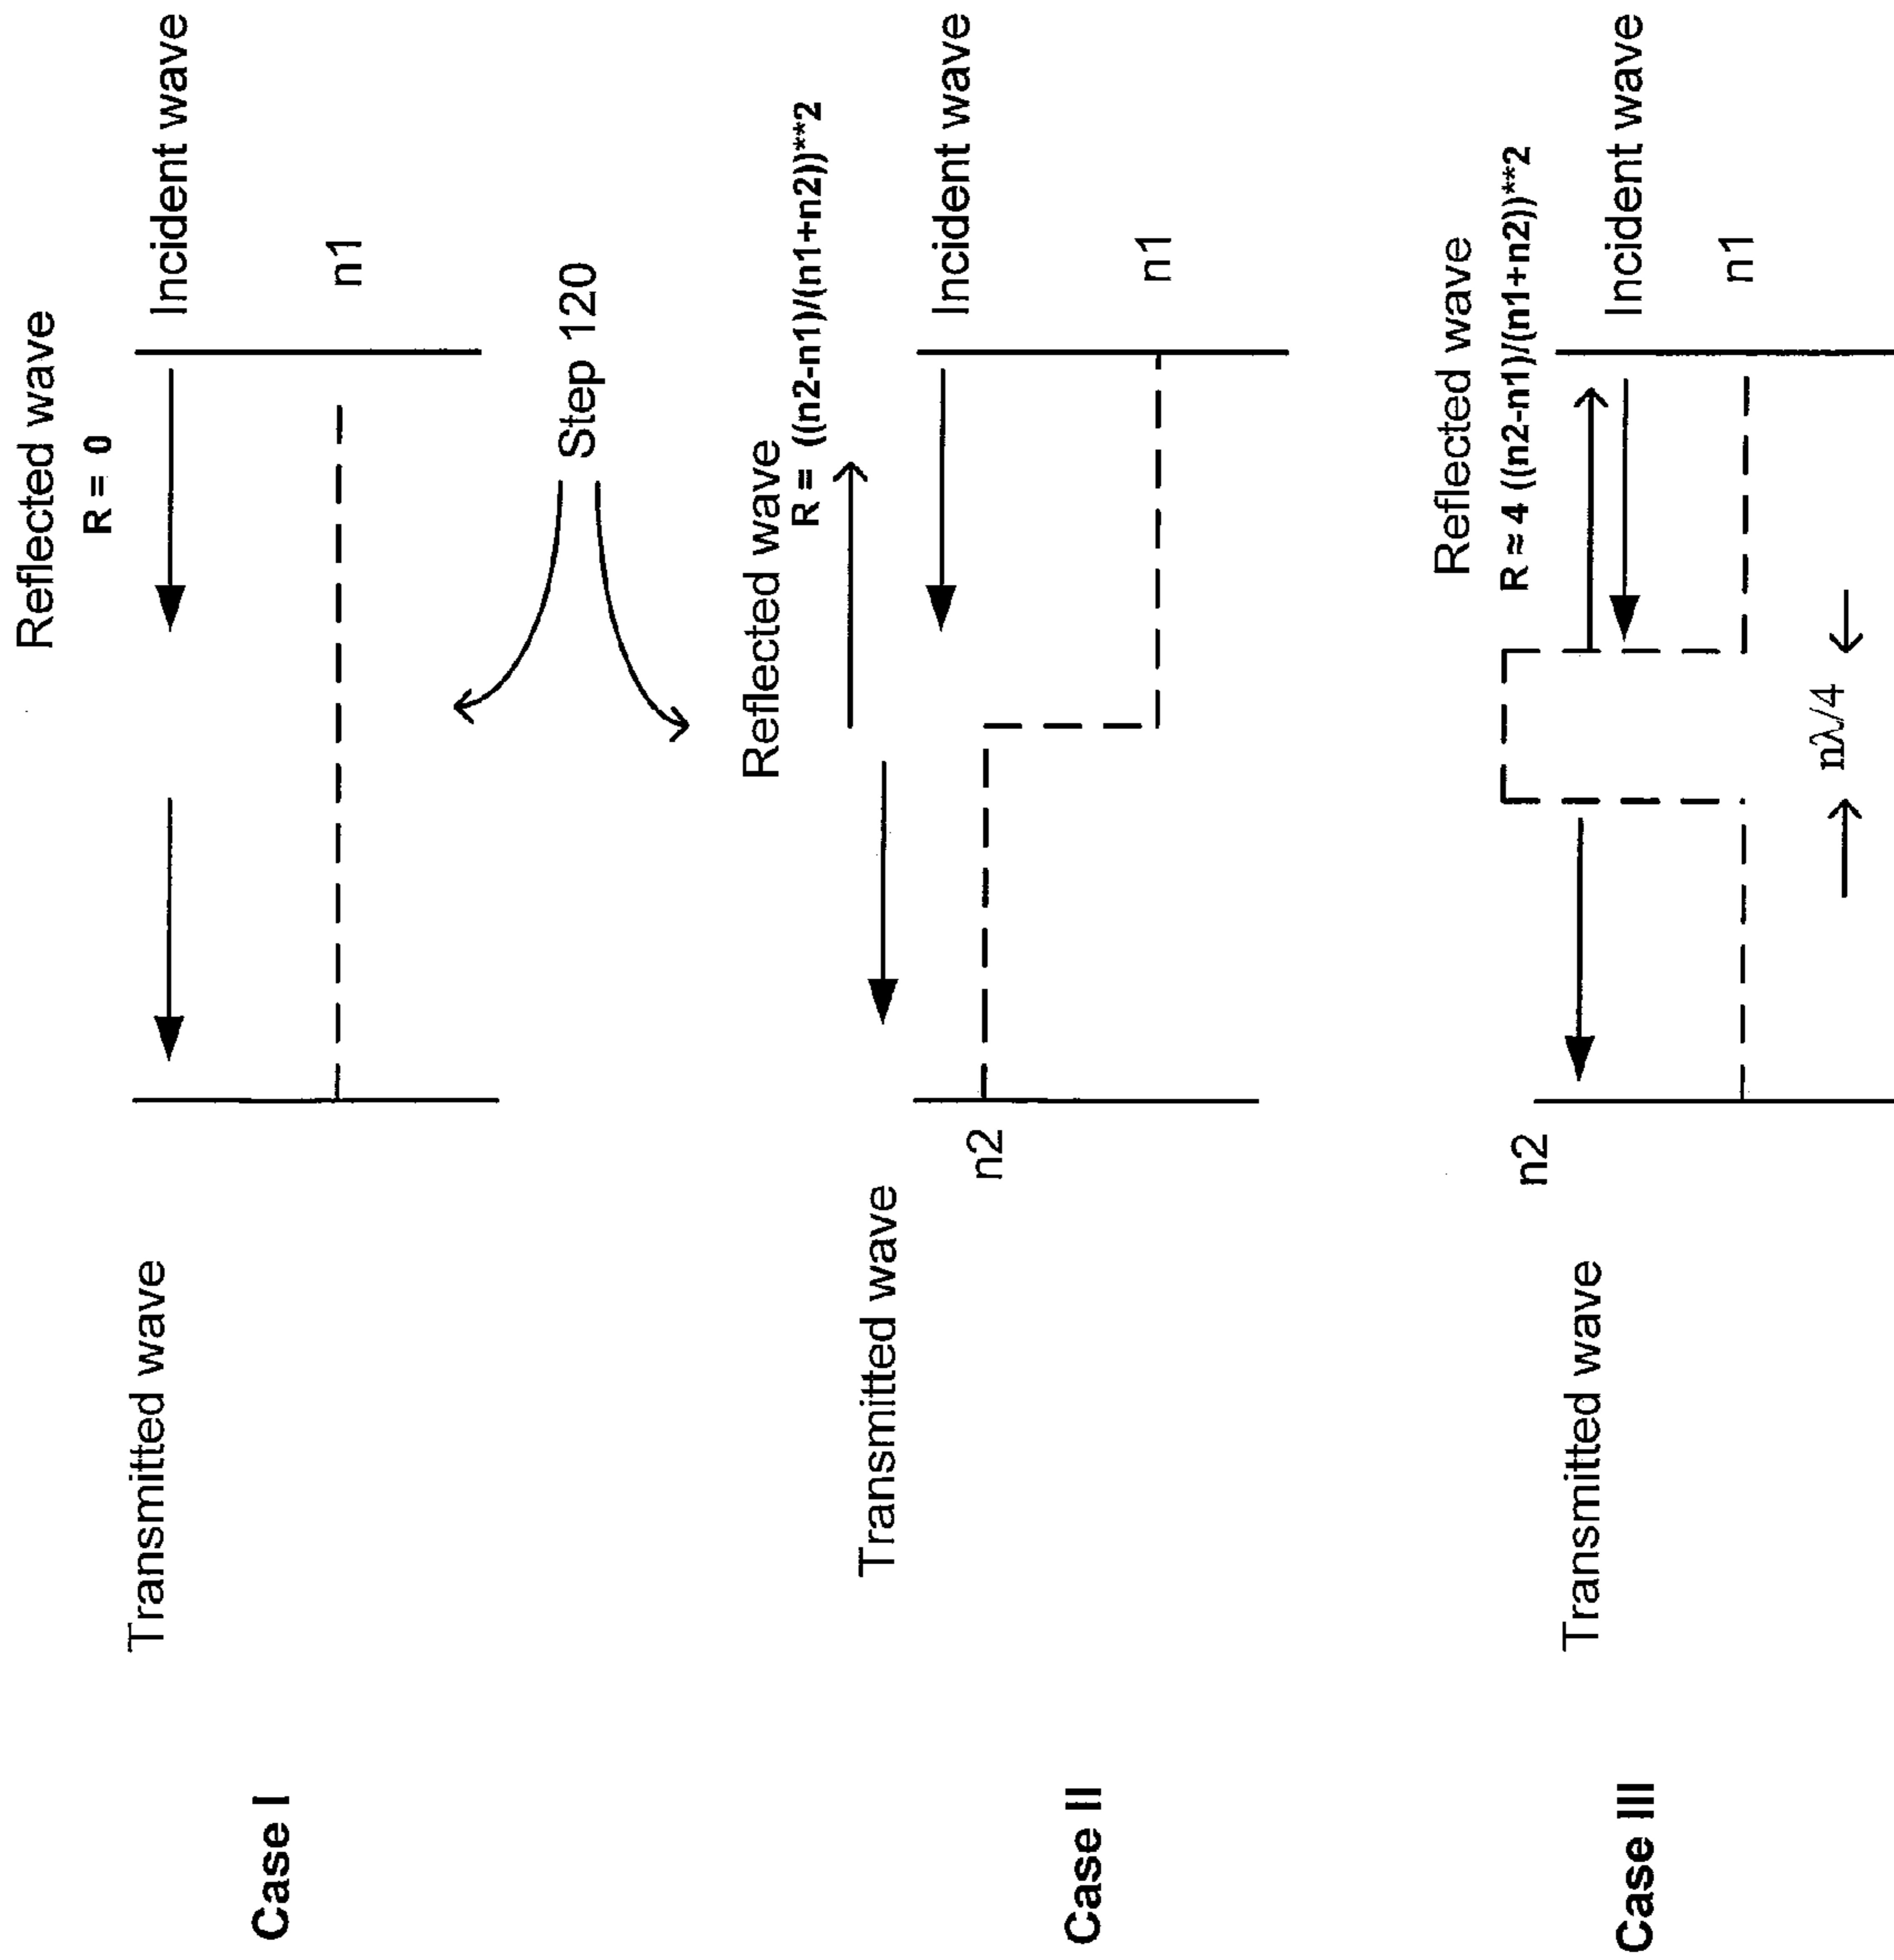 Case I
Transmitted wave
Reflected wave
R = 0
Incident wave
n1
Step 120
Case II
Transmitted wave
n2
Reflected wave
R = ((n2-n1)/(n1+n2))**2
Incident wave
n1
Case III
Transmitted wave
n2
Reflected wave
R ≈ 4 ((n2-n1)/(n1+n2))**2
Incident wave
n1
nλ/4